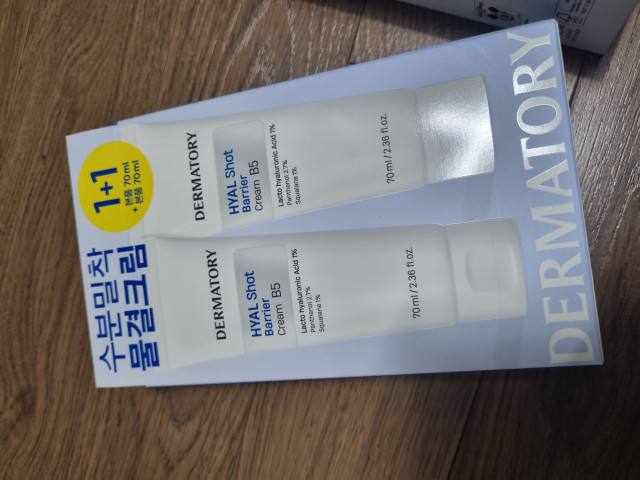 수분밀착
물결크림
1+1
본품 70ml
+ 본품 70ml
DERMATORY
HYAL Shot
Barrier
Cream B5
Lacto hyaluronic Acid 1%
Panthenol 2.7%
Squalane 1%
70ml / 2.36 fl.oz.
DERMATORY
HYAL Shot
Barrier
Cream B5
Lacto hyaluronic Acid 1%
Panthenol 2.7%
Squalane 1%
70ml / 2.36 fl.oz.
DERMATORY